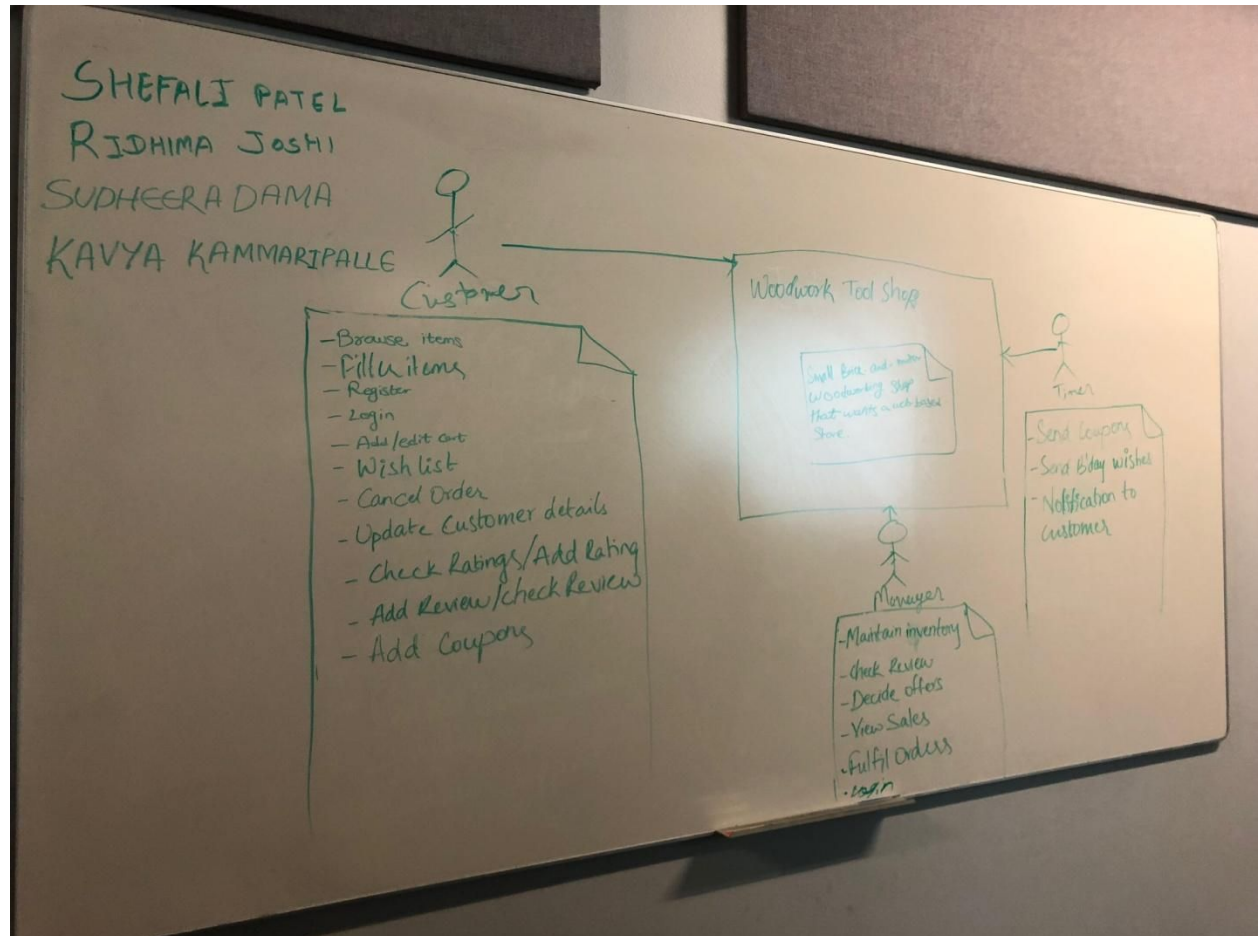 SHEFALI PATEL
RIDHIMA JOSHI
SUDHEERA DAMA
KAVYA KAMMARIPALLE
Customer
- Browse items
- Filter items
- Register
- Login
- Add/edit cart
- Wish list
- Cancel Order
- Update Customer details
- Check Ratings/Add Rating
- Add Review/check Review
- Add Coupons
Woodwork Tool Shop
Small Brick-and-mortar
Woodworking Shop
that wants a web-based
Store
Timer
- Send Coupons
- Send B'day wishes
- Notification to
customer
Manager
- Maintain inventory
- Check Review
- Decide offers
- View Sales
- Fulfil Orders
- Login